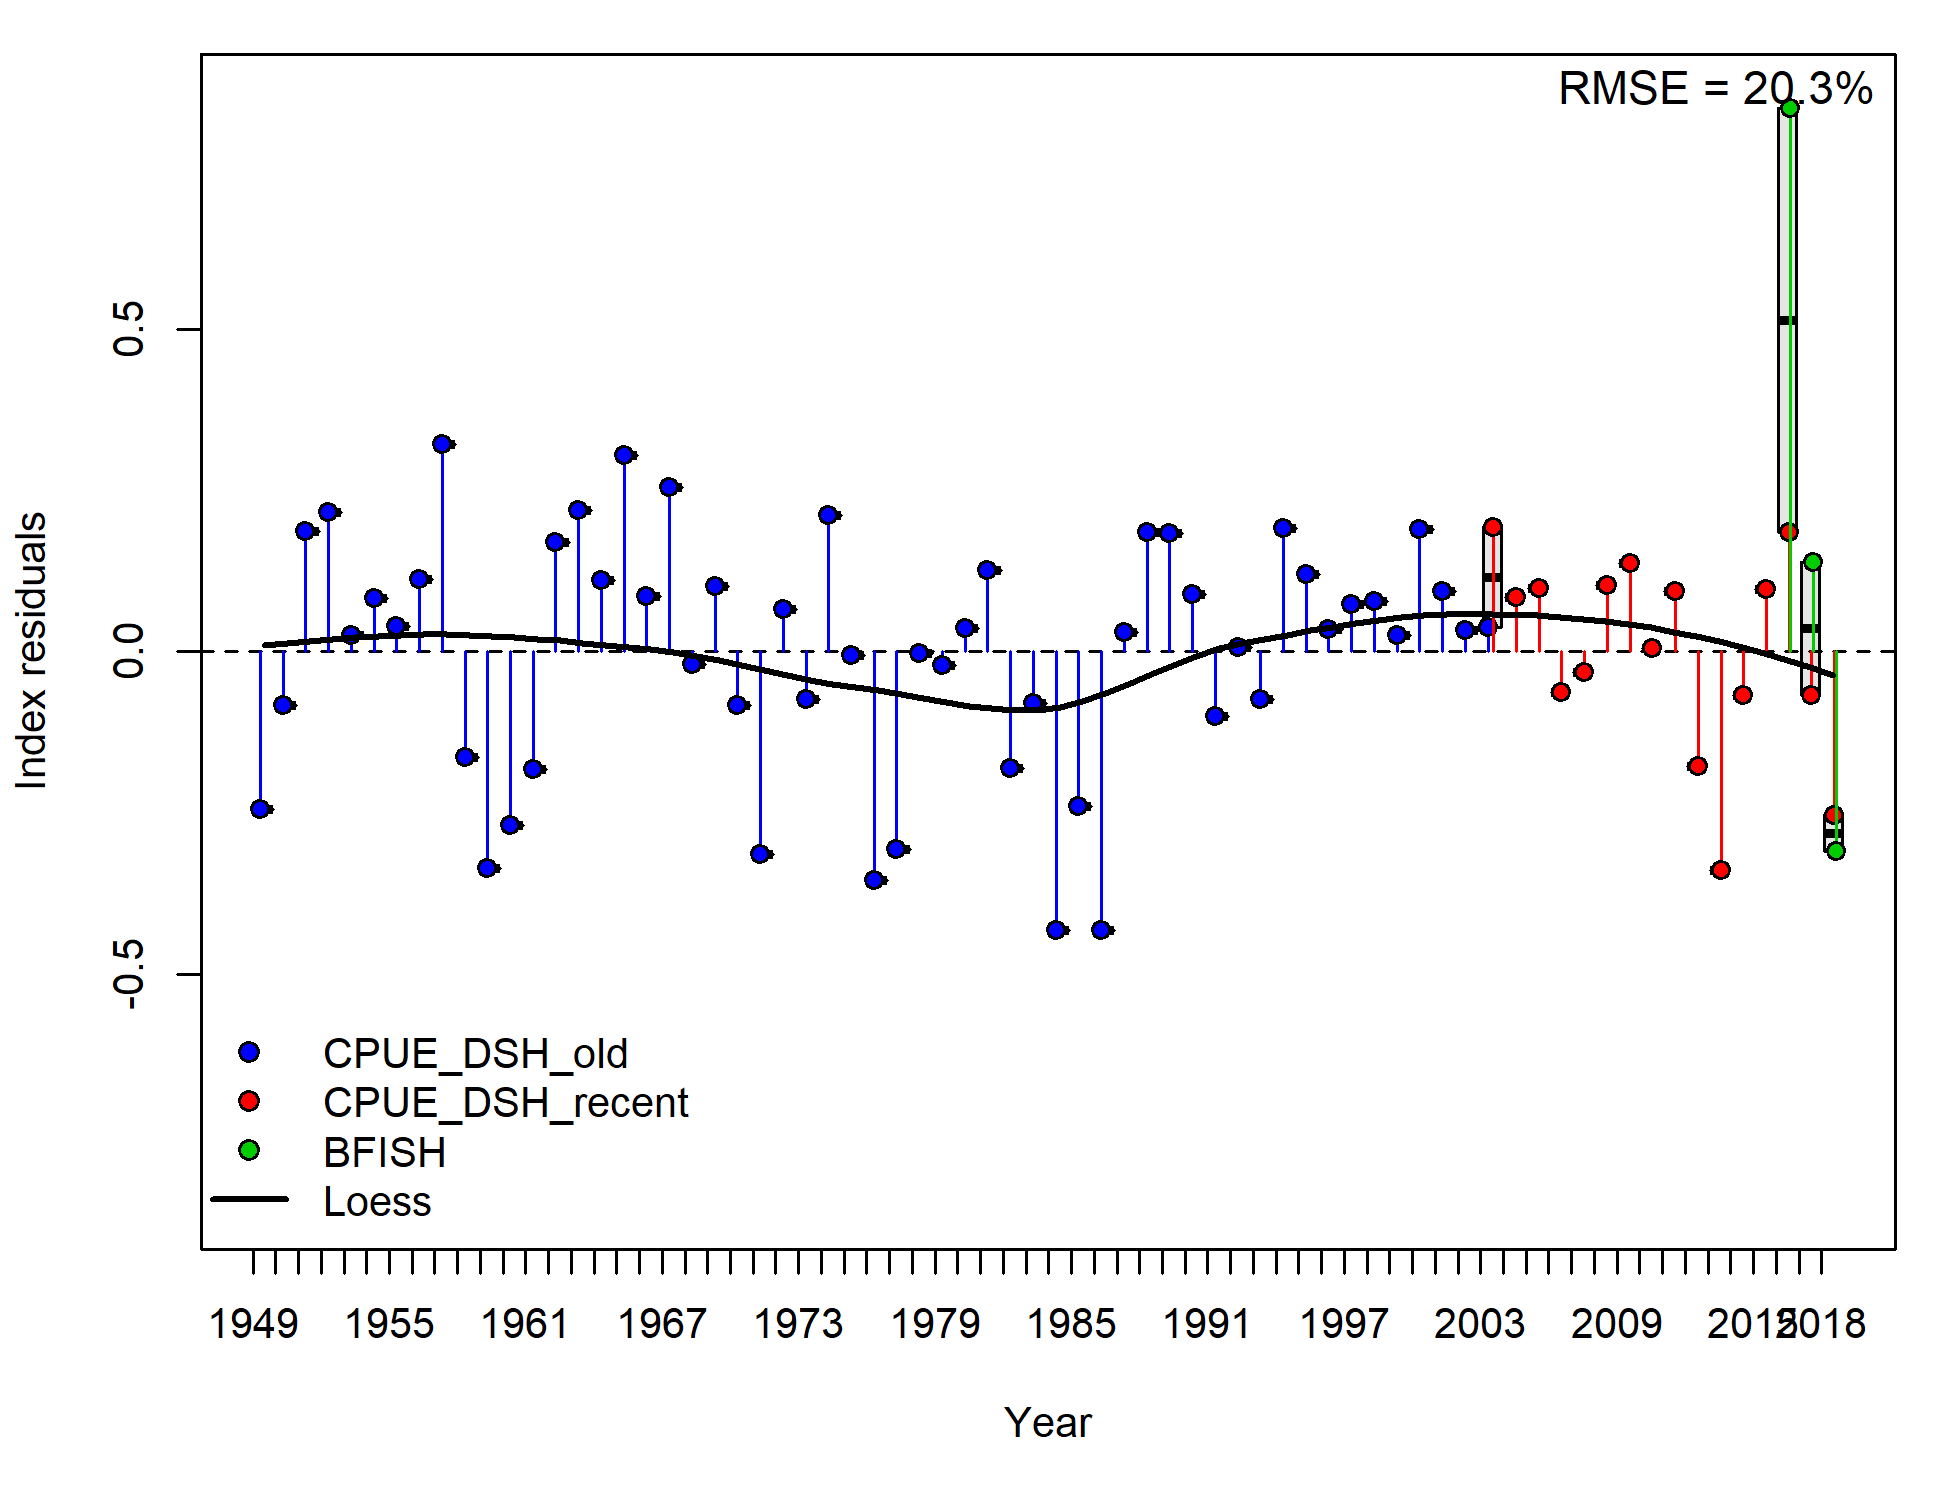 RMSE = 20.3%
0.5
0.0
-0.5
Index residuals
CPUE_DSH_old
CPUE_DSH_recent
BFISH
Loess
1949 1955 1961 1967 1973 1979 1985 1991 1997 2003 2009 2015 2018
Year